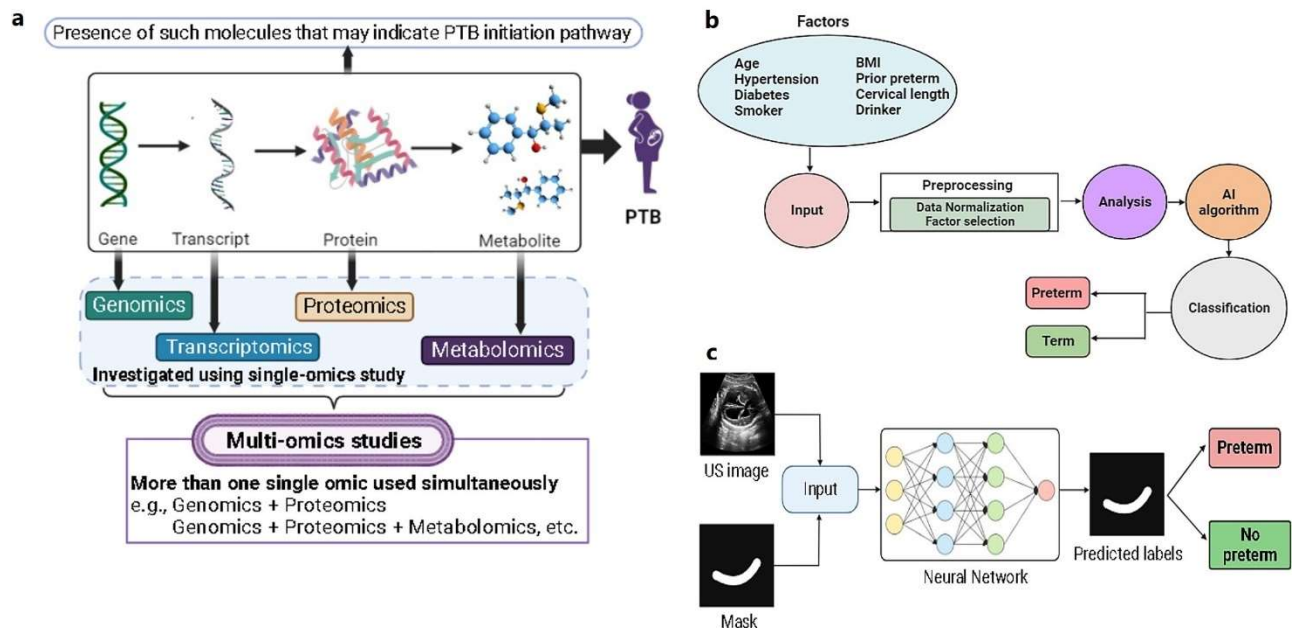 a
Presence of such molecules that may indicate PTB initiation pathway
Gene
Transcript
Protein
Metabolite
PTB
Genomics
Proteomics
Transcriptomics
Metabolomics
Investigated using single-omics study
Multi-omics studies
More than one single omic used simultaneously
e.g., Genomics + Proteomics
Genomics + Proteomics + Metabolomics, etc.
b
Factors
Age
Hypertension
Diabetes
Smoker
BMI
Prior preterm
Cervical length
Drinker
Input
Preprocessing
Data Normalization
Factor selection
Analysis
AI
algorithm
Classification
Preterm
Term
c
US image
Mask
Input
Neural Network
Predicted labels
Preterm
No
preterm